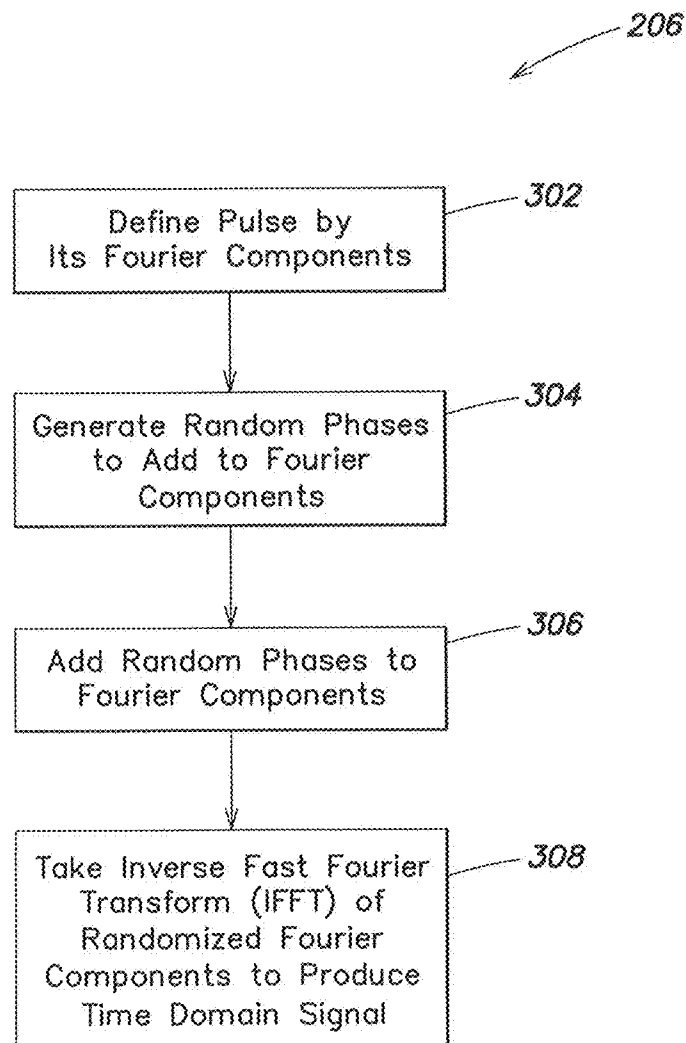 206
302
Define Pulse by
Its Fourier Components
304
Generate Random Phases
to Add to Fourier
Components
306
Add Random Phases to
Fourier Components
308
Take Inverse Fast Fourier
Transform (IFFT) of
Randomized Fourier
Components to Produce
Time Domain Signal